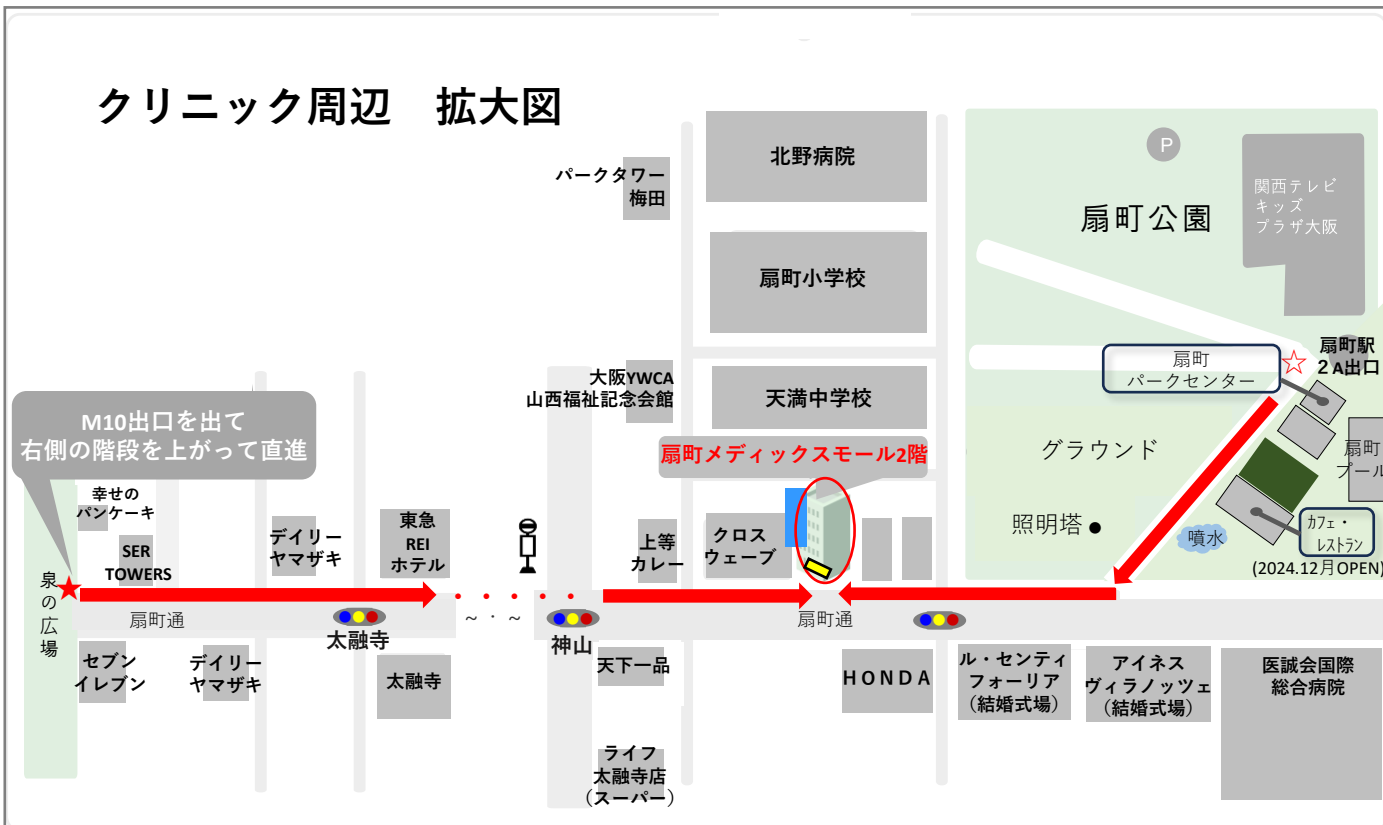 クリニック周辺　拡大図
北野病院
P
パークタワー
梅田
関西テレビ
キッズ
プラザ大阪
扇町公園
扇町小学校
扇町駅
２A出口
扇町
パークセンター
大阪YWCA
山西福祉記念会館
天満中学校
M10出口を出て
右側の階段を上がって直進
扇町メディックスモール2階
グラウンド
扇町
プール
幸せの
パンケーキ
SER
TOWERS
デイリー
ヤマザキ
東急
REI
ホテル
上等
カレー
クロス
ウェーブ
照明塔
噴水
カフェ・
レストラン
(2024.12月OPEN)
泉の広場
扇町通
太融寺
～・～
神山
扇町通
セブン
イレブン
デイリー
ヤマザキ
太融寺
天下一品
HONDA
ル・センティ
フォーリア
（結婚式場）
アイネス
ヴィラノッツェ
（結婚式場）
医誠会国際
総合病院
ライフ
太融寺店
（スーパー）